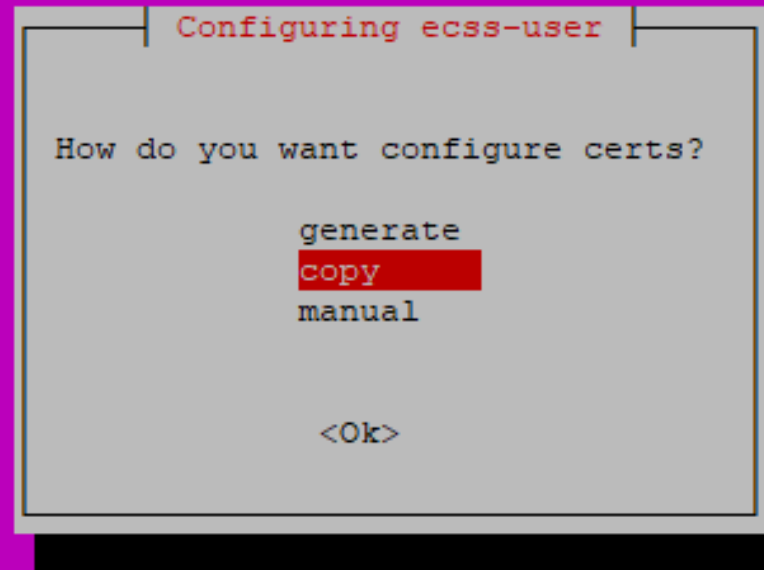 Configuring ecss-user
How do you want configure certs?
generate
copy
manual
<Ok>